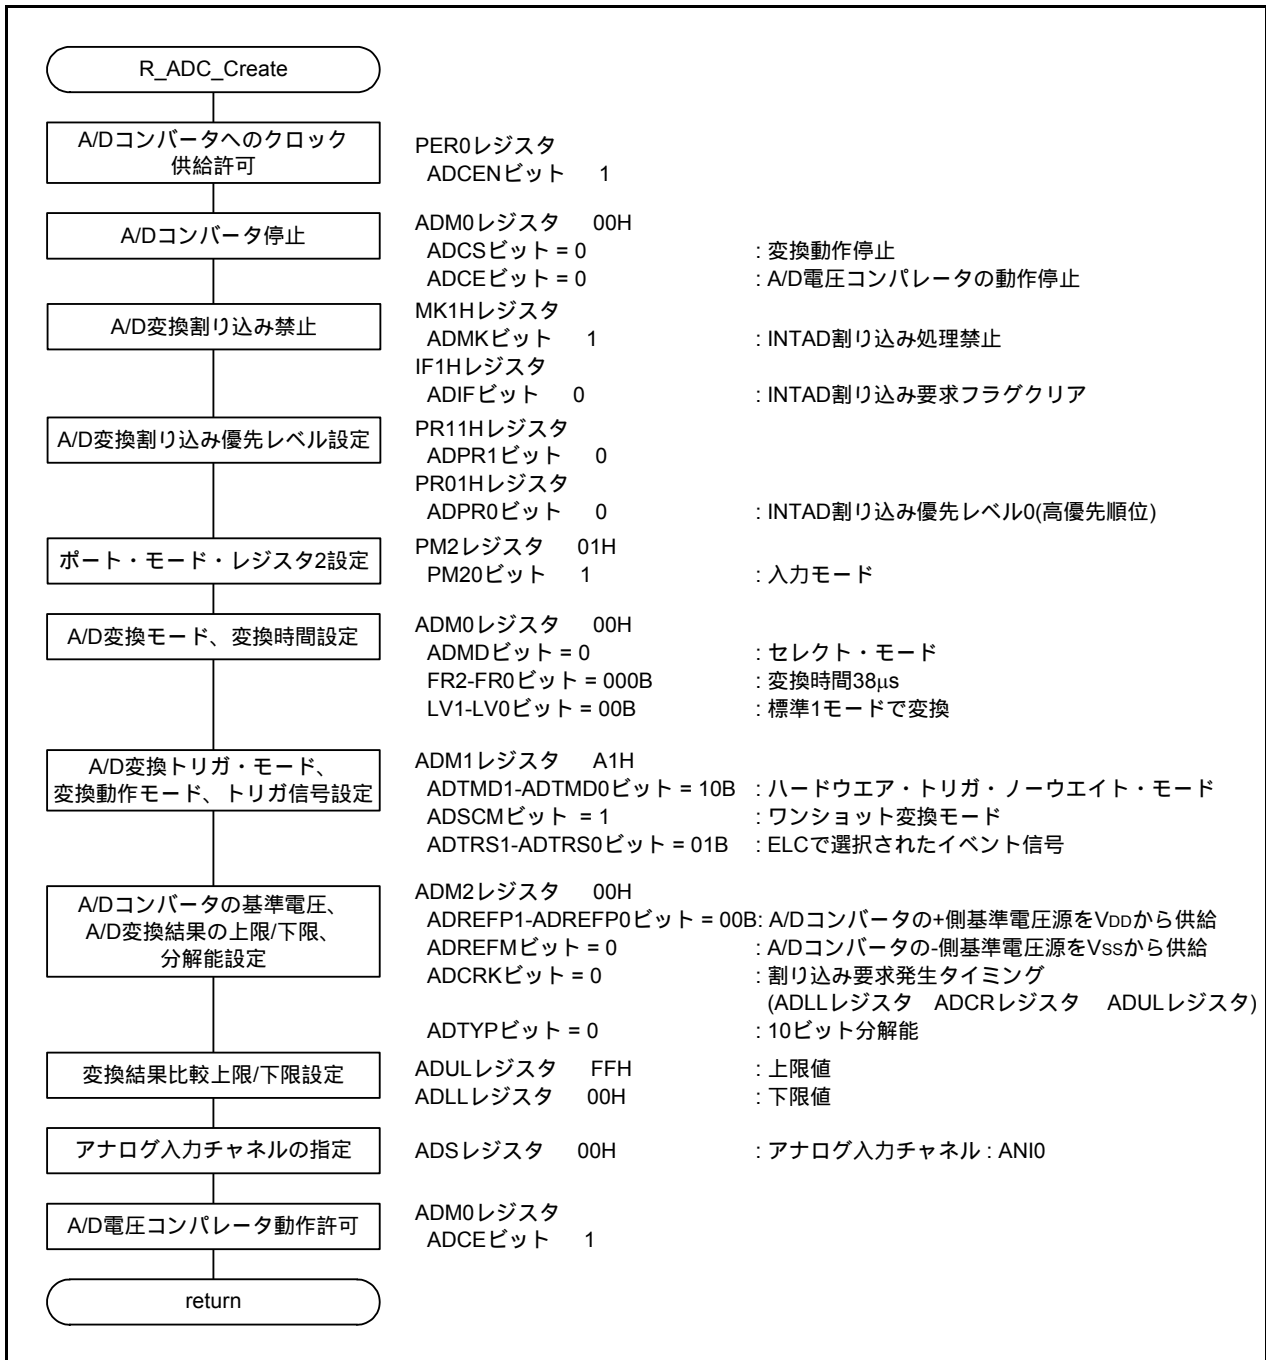 R_ADC_Create
A/Dコンバータへのクロック
供給許可
PER0レジスタ
ADCENビット 1
A/Dコンバータ停止
ADM0レジスタ 00H
ADCSビット = 0 : 変換動作停止
ADCEビット = 0 : A/D電圧コンパレータの動作停止
A/D変換割り込み禁止
MK1Hレジスタ
ADMKビット 1 : INTAD割り込み処理禁止
IF1Hレジスタ
ADIFビット 0 : INTAD割り込み要求フラグクリア
A/D変換割り込み優先レベル設定
PR11Hレジスタ
ADPR1ビット 0
PR01Hレジスタ
ADPR0ビット 0 : INTAD割り込み優先レベル0(高優先順位)
ポート・モード・レジスタ2設定
PM2レジスタ 01H
PM20ビット 1 : 入力モード
A/D変換モード、変換時間設定
ADM0レジスタ 00H
ADMDビット = 0 : セレクト・モード
FR2-FR0ビット = 000B : 変換時間38μs
LV1-LV0ビット = 00B : 標準1モードで変換
A/D変換トリガ・モード、
変換動作モード、トリガ信号設定
ADM1レジスタ A1H
ADTMD1-ADTMD0ビット = 10B : ハードウエア・トリガ・ノーウエイト・モード
ADSCMビット = 1 : ワンショット変換モード
ADTRS1-ADTRS0ビット = 01B : ELCで選択されたイベント信号
A/Dコンバータの基準電圧、
A/D変換結果の上限/下限、
分解能設定
ADM2レジスタ 00H
ADREFP1-ADREFP0ビット = 00B: A/Dコンバータの+側基準電圧源をVDDから供給
ADREFMビット = 0 : A/Dコンバータの-側基準電圧源をVssから供給
ADCRKビット = 0 : 割り込み要求発生タイミング
(ADLLレジスタ ADCRレジスタ ADULレジスタ)
ADTYPビット = 0 : 10ビット分解能
変換結果比較上限/下限設定
ADULレジスタ FFH : 上限値
ADLLレジスタ 00H : 下限値
アナログ入力チャネルの指定
ADSレジスタ 00H : アナログ入力チャネル : ANI0
A/D電圧コンパレータ動作許可
ADM0レジスタ
ADCEビット 1
return